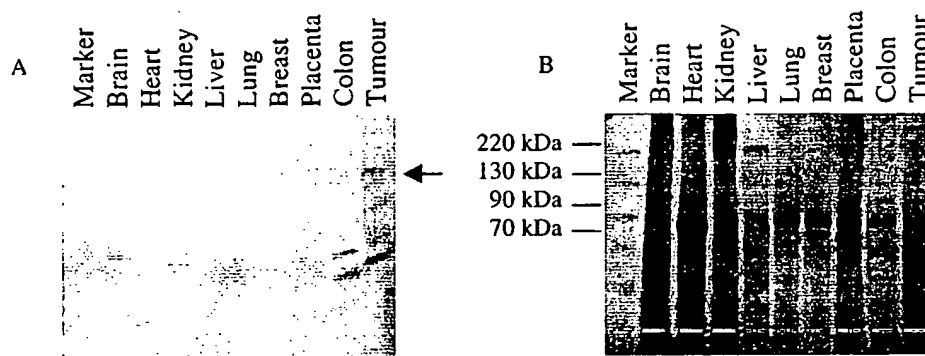 A
Marker
Brain
Heart
Kidney
Liver
Lung
Breast
Placenta
Colon
Tumour
B
Marker
Brain
Heart
Kidney
Liver
Lung
Breast
Placenta
Colon
Tumour
220 kDa
130 kDa
90 kDa
70 kDa